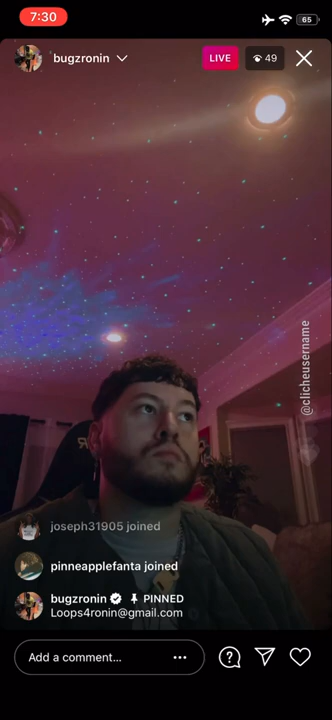 7:30
65
bugzronin
LIVE
49
@clicheusername
joseph31905 joined
pinneapplefanta joined
bugzronin PINNED
Loops4ronin@gmail.com
Add a comment...